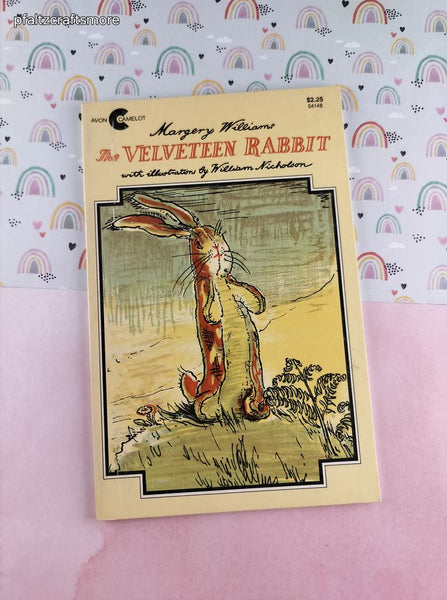 pfaltzcraftsmore
AVON CAMELOT
$2.25
54148
Margery Williams
The VELVETEEN RABBIT
with illustrations by William Nicholson